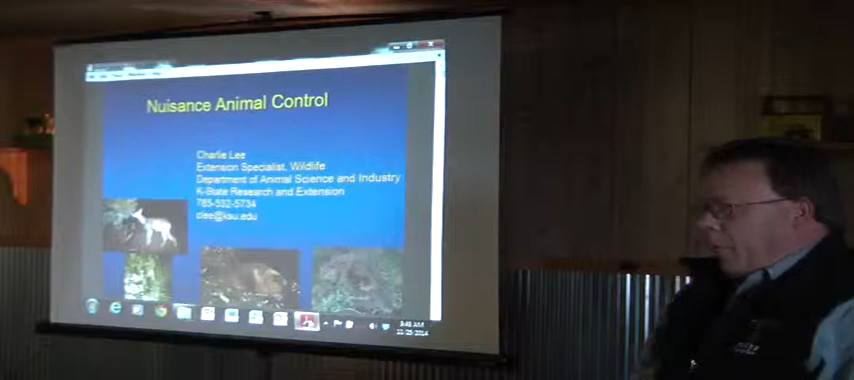 Nuisance Animal Control
Charlie Lee
Extension Specialist, Wildlife
Department of Animal Science and Industry
K-State Research and Extension
785-532-5734
clee@ksu.edu